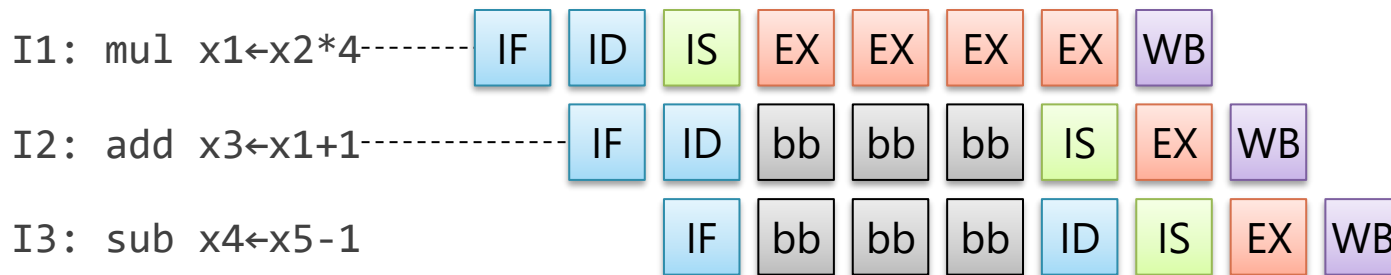 I1: mul x1←x2*4 IF ID IS EX EX EX EX WB
I2: add x3←x1+1 IF ID bb bb bb IS EX WB
I3: sub x4←x5-1 IF bb bb bb ID IS EX WB